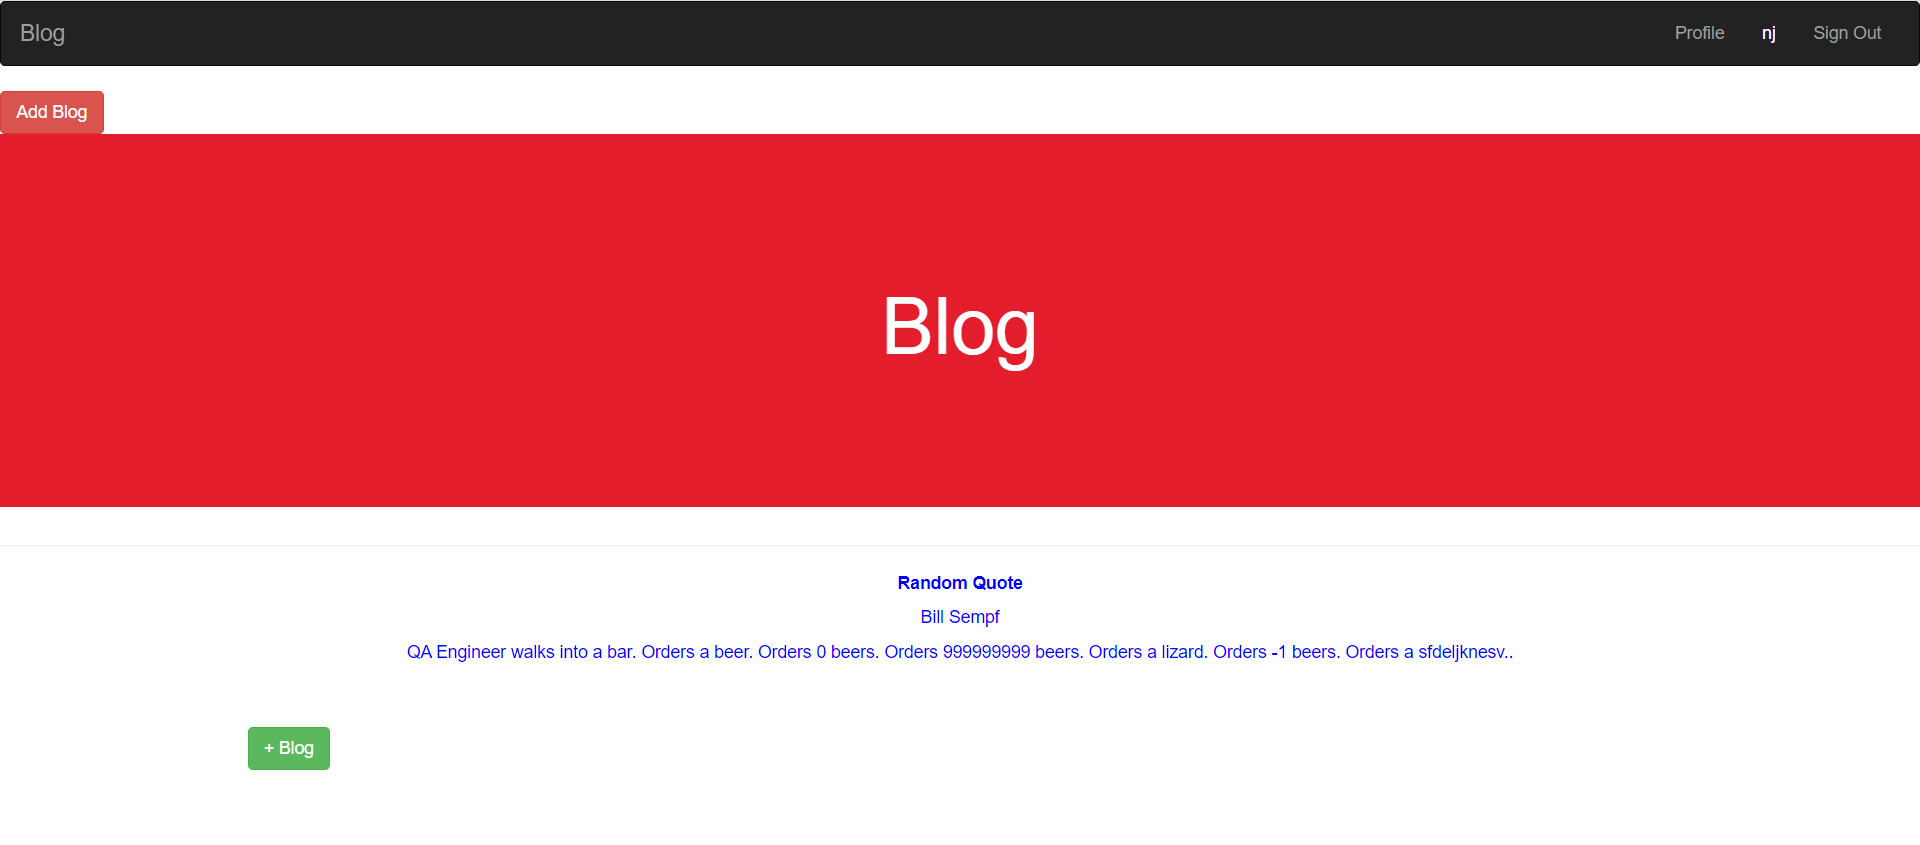 Blog Profile nj Sign Out
Add Blog
Blog
Random Quote
Bill Sempf
QA Engineer walks into a bar. Orders a beer. Orders 0 beers. Orders 999999999 beers. Orders a lizard. Orders -1 beers. Orders a sfdeljknesv..
+ Blog